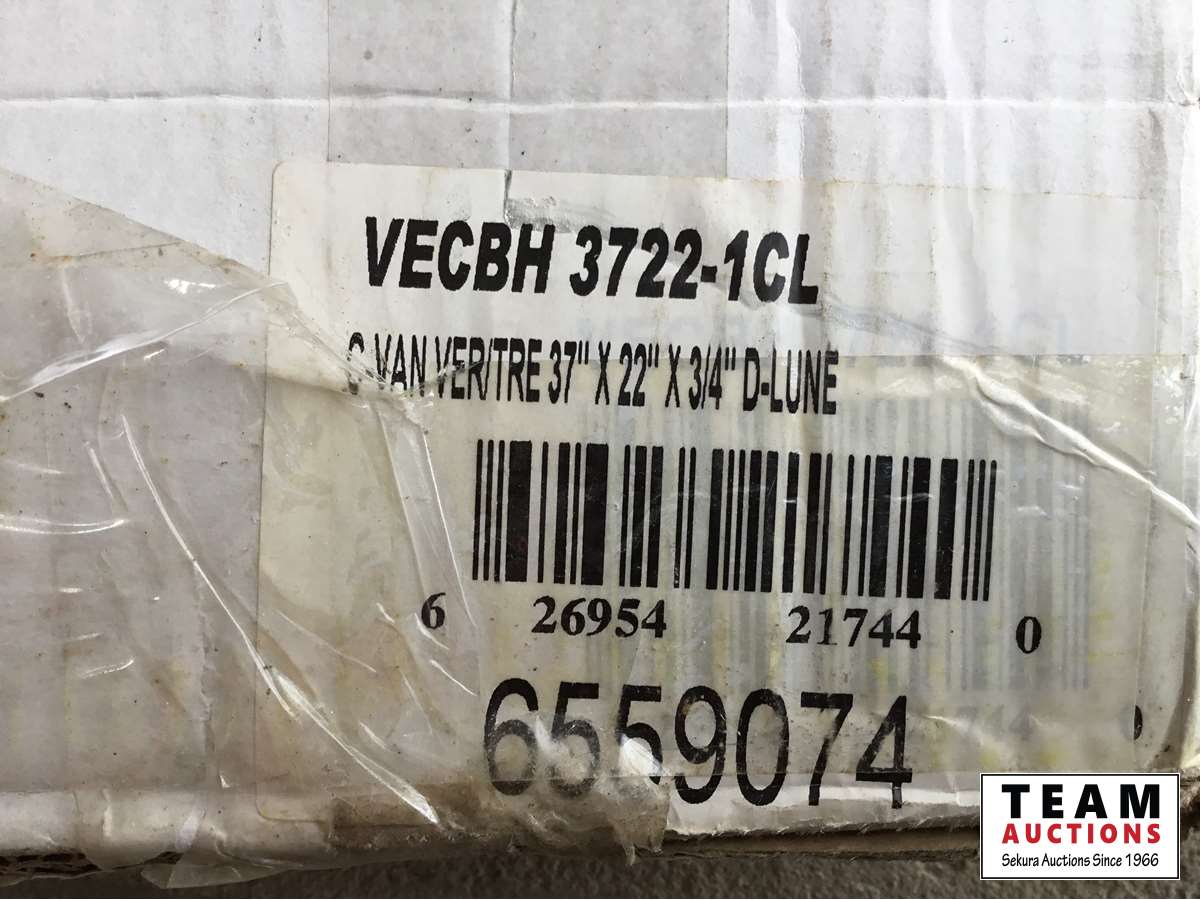 VECBH 3722-1CL
C-VAN VER/TRE 37" X 22" X 3/4" D-LUNE
6 26954 21744 0
6559074
TEAM
AUCTIONS
Sekura Auctions Since 1966